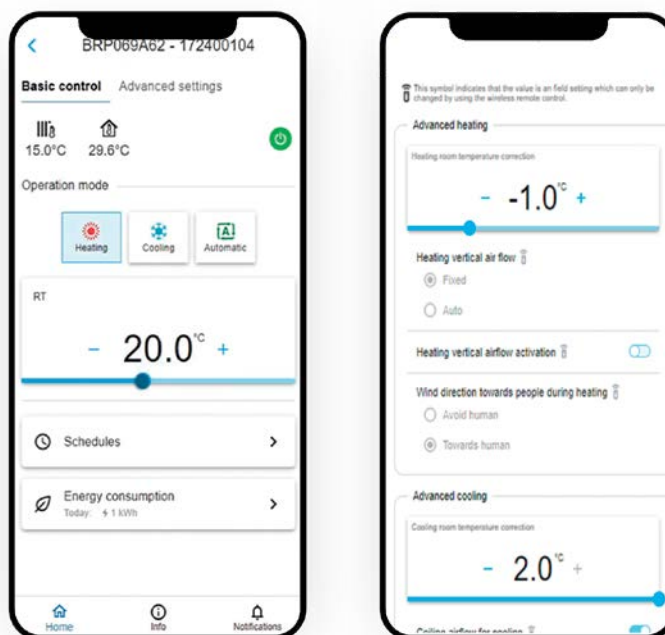 BRP069A62 - 172400104
Basic control Advanced settings
15.0°C 29.6°C
Operation mode
Heating Cooling Automatic
RT
- 20.0°C +
Schedules
Energy consumption
Today: 1 kWh
Home Info Notifications
This symbol indicates that the value is an field setting which can only be
changed by using the wireless remote control.
Advanced heating
Heating room temperature correction
- -1.0°C +
Heating vertical air flow
Fixed
Auto
Heating vertical airflow activation
Wind direction towards people during heating
Avoid human
Towards human
Advanced cooling
Cooling room temperature correction
- 2.0°C +
Ceiling airflow for cooling